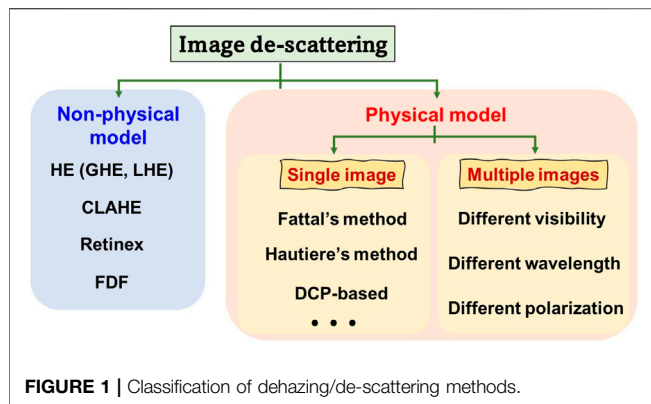 Image de-scattering
Non-physical
model
HE (GHE, LHE)
CLAHE
Retinex
FDF
Physical model
Single image
Fattal's method
Hautiere's method
DCP-based
• • •
Multiple images
Different visibility
Different wavelength
Different polarization
FIGURE 1 | Classification of dehazing/de-scattering methods.